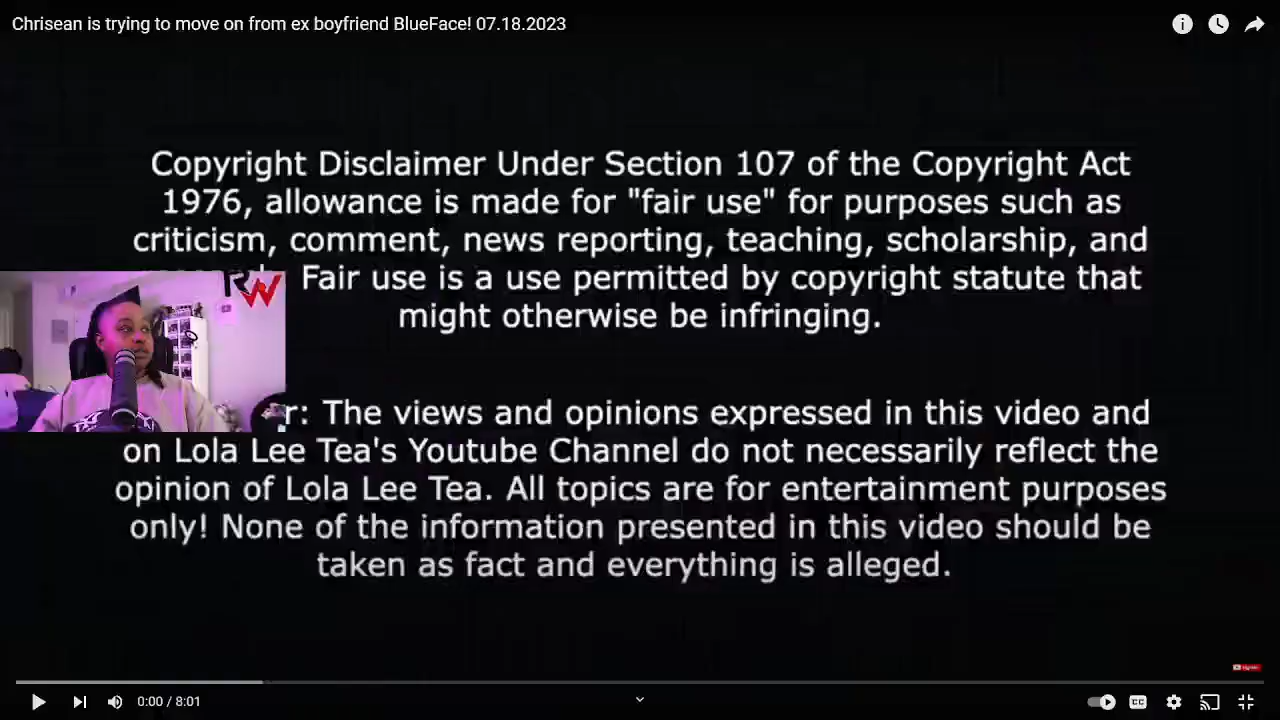 Chrisean is trying to move on from ex boyfriend BlueFace! 07.18.2023
Copyright Disclaimer Under Section 107 of the Copyright Act
1976, allowance is made for "fair use" for purposes such as
criticism, comment, news reporting, teaching, scholarship, and
Fair use is a use permitted by copyright statute that
might otherwise be infringing.
RW
r: The views and opinions expressed in this video and
on Lola Lee Tea's Youtube Channel do not necessarily reflect the
opinion of Lola Lee Tea. All topics are for entertainment purposes
only! None of the information presented in this video should be
taken as fact and everything is alleged.
0:00 / 8:01
CC